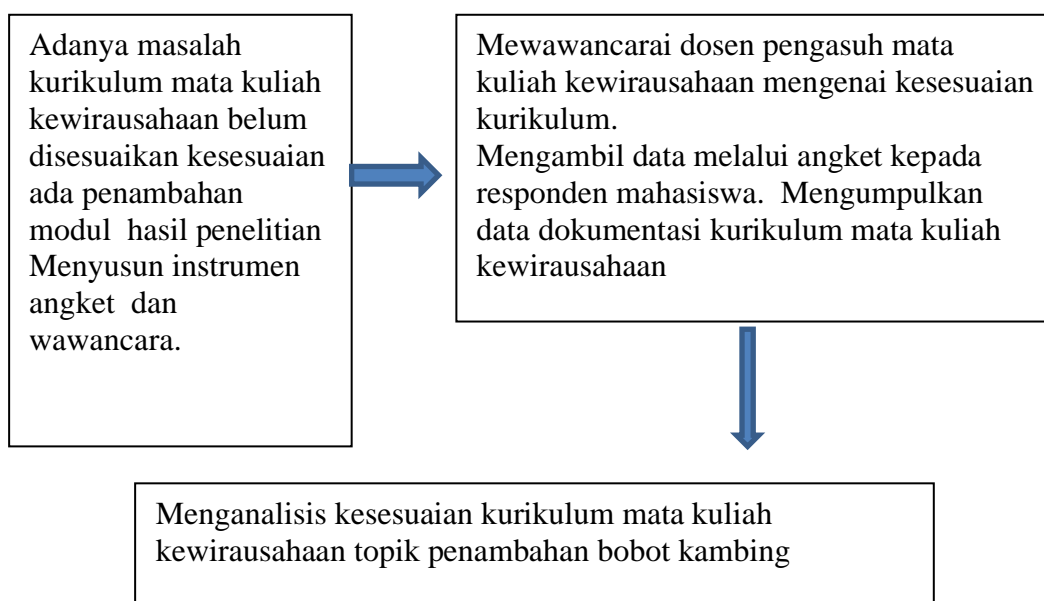 Adanya masalah
kurikulum mata kuliah
kewirausahaan belum
disesuaikan kesesuaian
ada penambahan
modul  hasil penelitian
Menyusun instrumen
angket  dan
wawancara.
Mewawancarai dosen pengasuh mata
kuliah kewirausahaan mengenai kesesuaian
kurikulum.
Mengambil data melalui angket kepada
responden mahasiswa.  Mengumpulkan
data dokumentasi kurikulum mata kuliah
kewirausahaan
Menganalisis kesesuaian kurikulum mata kuliah
kewirausahaan topik penambahan bobot kambing